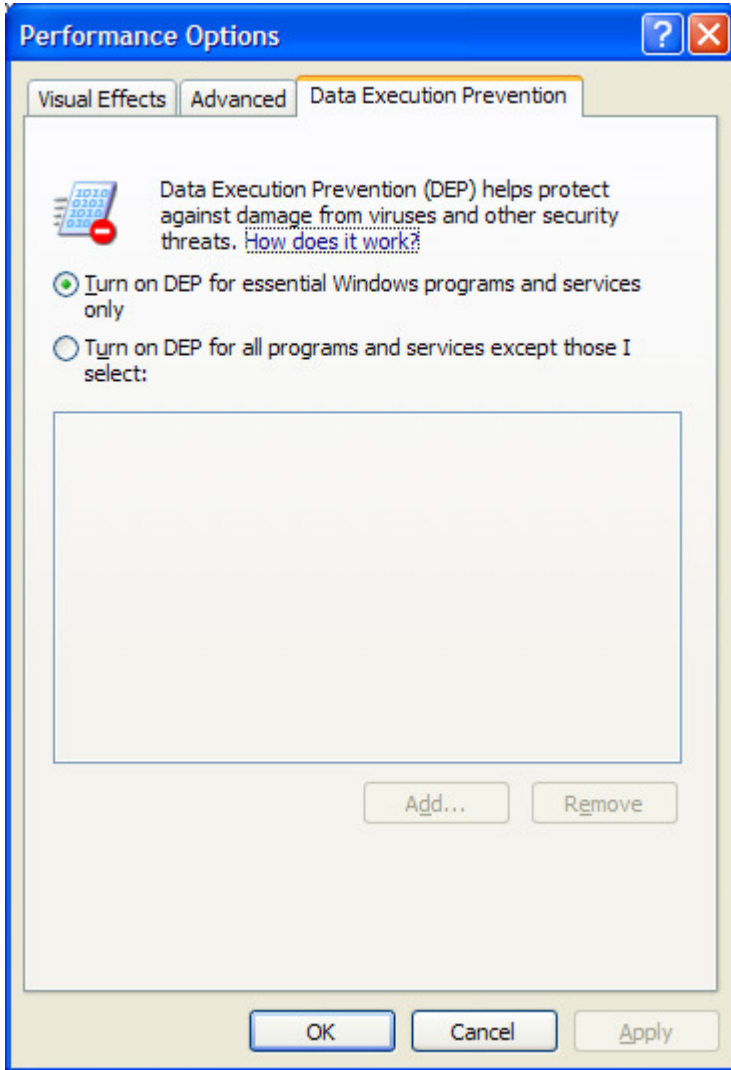 Performance Options
Visual Effects
Advanced
Data Execution Prevention
Data Execution Prevention (DEP) helps protect
against damage from viruses and other security
threats. How does it work?
Turn on DEP for essential Windows programs and services
only
Turn on DEP for all programs and services except those I
select:
Add...
Remove
OK
Cancel
Apply